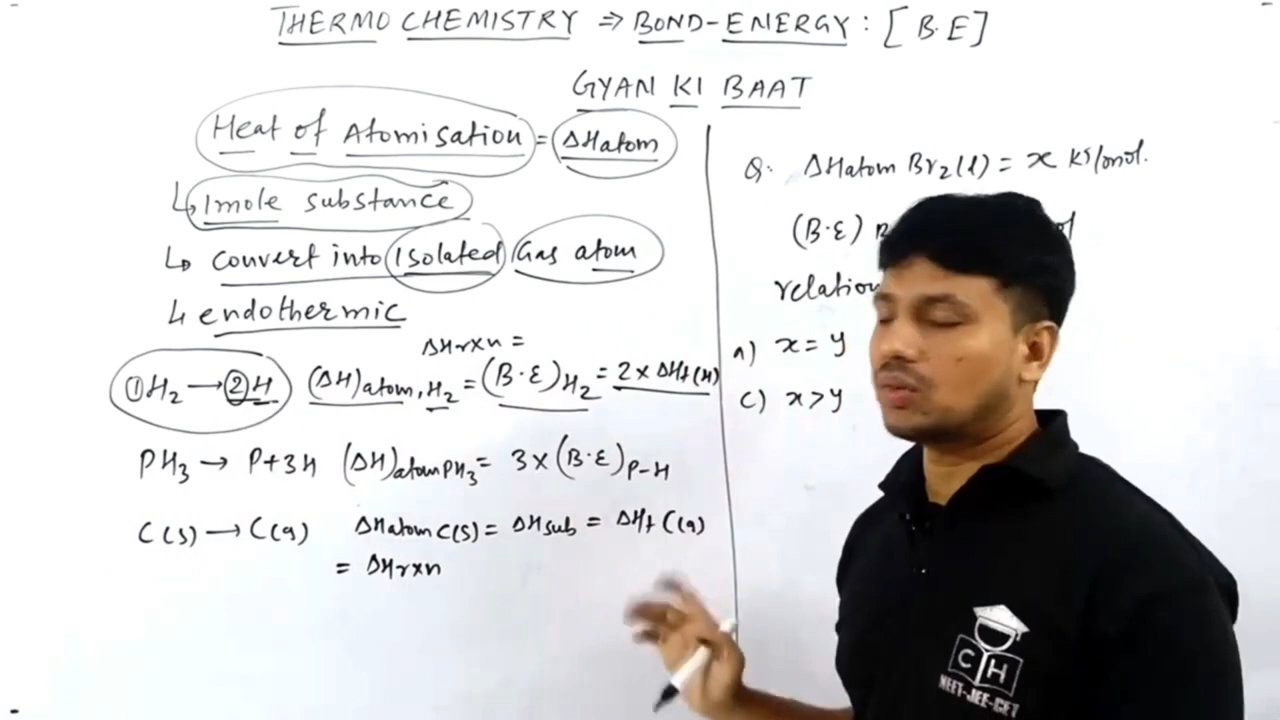 THERMO CHEMISTRY ⇒ BOND-ENERGY: [B.E]
GYAN KI BAAT
Heat of Atomisation = ΔHatom
↳ 1mole substance
↳ convert into Isolated Gas atom
↳ endothermic
ΔHrxn =
①H₂ → ②H (ΔH)atom, H₂ = (B.E)H₂ = 2 × ΔHf(H)
PH₃ → P+3H (ΔH)atomPH₃ = 3×(B.E)P-H
C(s) → C(g) ΔHatom C(s) = ΔHsub = ΔHf C(g)
= ΔHrxn
Q. ΔHatom Br₂(l) = x KJ/mol.
(B.E)
relation
a) x = y
c) x > y
C H
NEET-JEE-CET